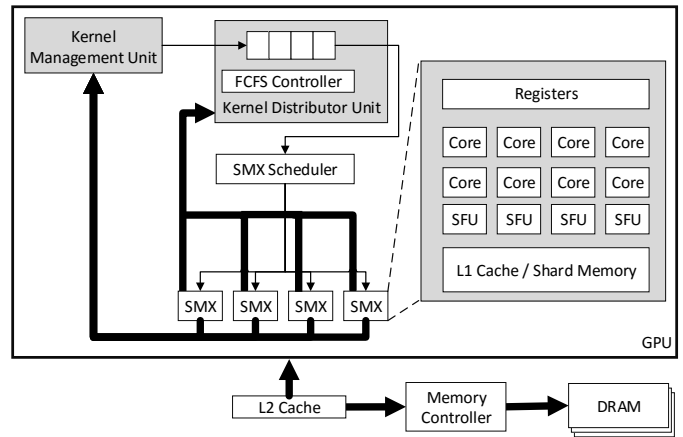 Kernel
Management Unit
FCFS Controller
Kernel Distributor Unit
SMX Scheduler
SMX SMX SMX SMX
Registers
Core Core Core Core
Core Core Core Core
SFU SFU SFU SFU
L1 Cache / Shard Memory
GPU
L2 Cache
Memory
Controller
DRAM